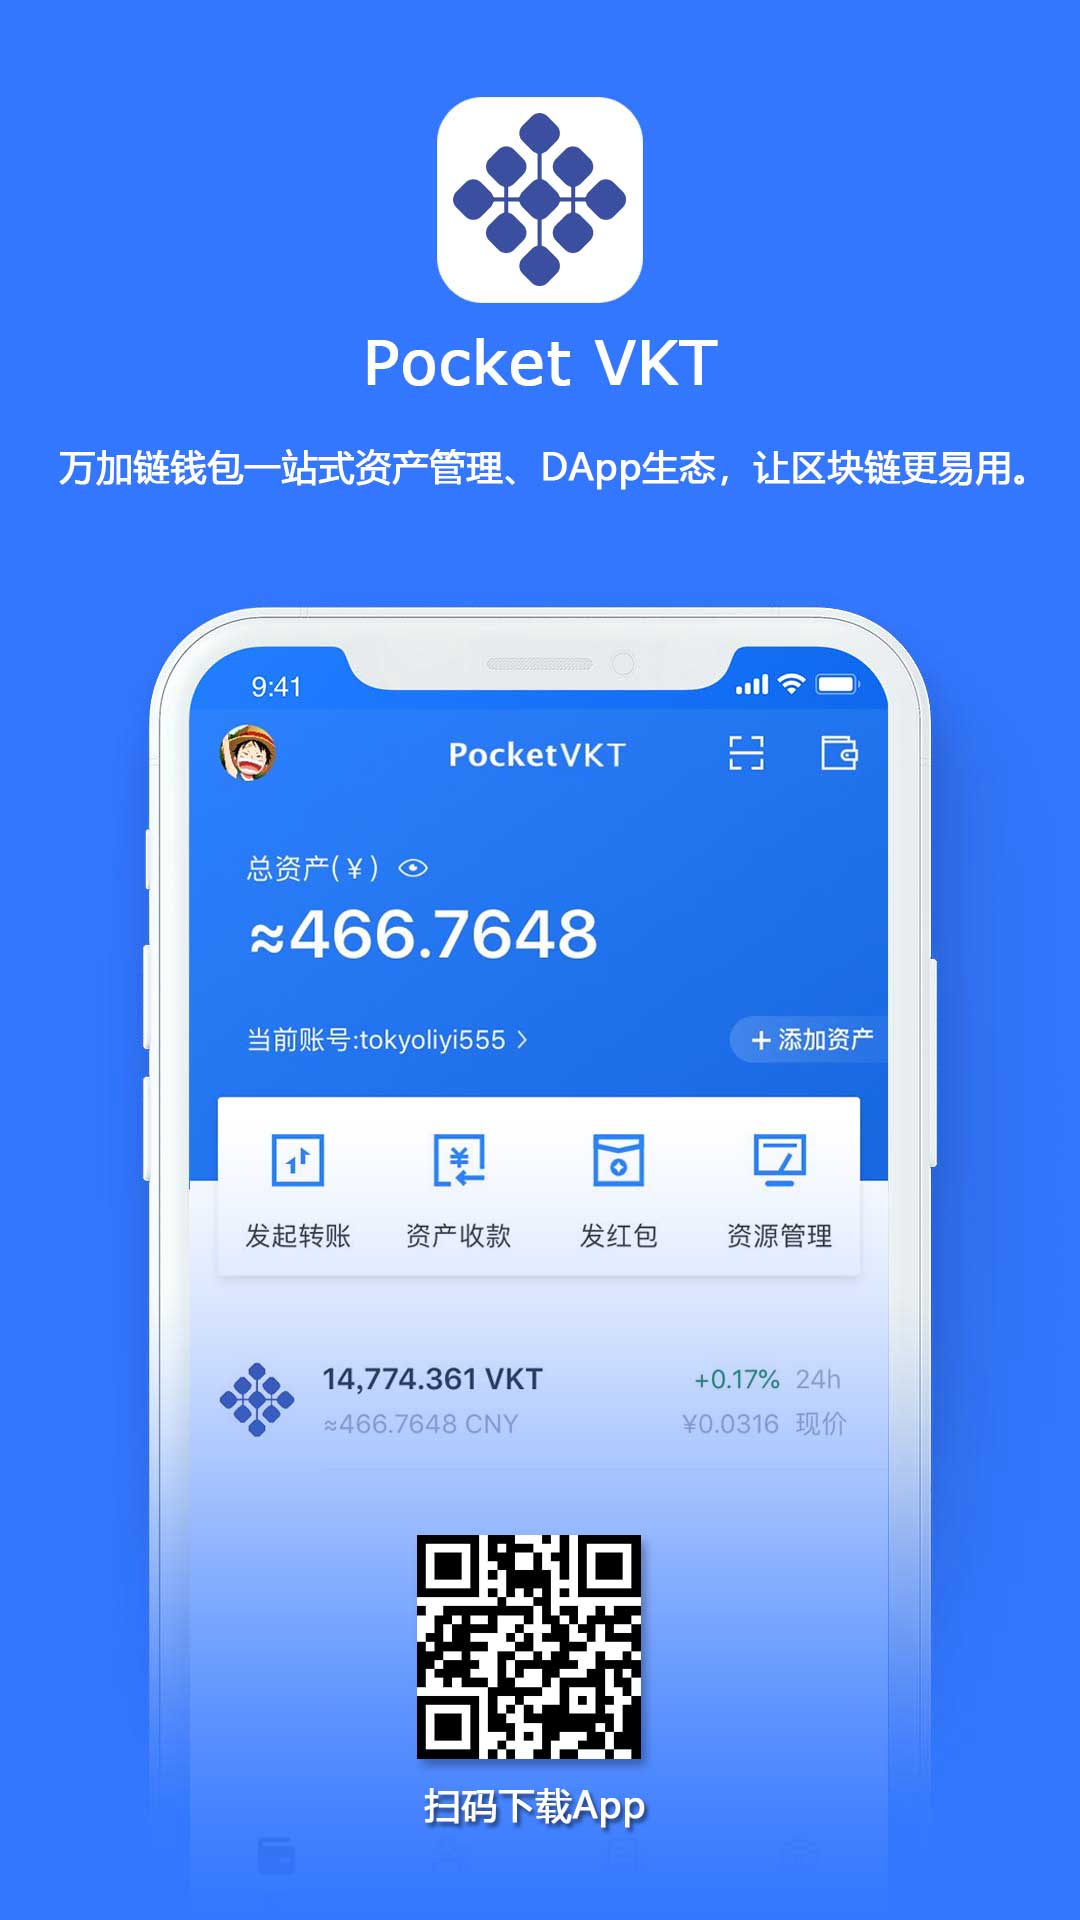 Pocket VKT
万加链钱包一站式资产管理、DApp生态，让区块链更易用。
9:41
PocketVKT
总资产(￥)
≈466.7648
当前账号:tokyoliyi555 >
+ 添加资产
发起转账 资产收款 发红包 资源管理
14,774.361 VKT +0.17% 24h
≈466.7648 CNY ¥0.0316 现价
扫码下载App